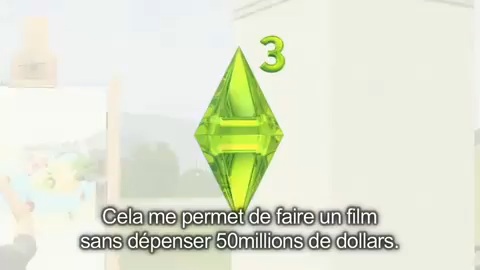 3
Cela me permet de faire un film
sans dépenser 50millions de dollars.